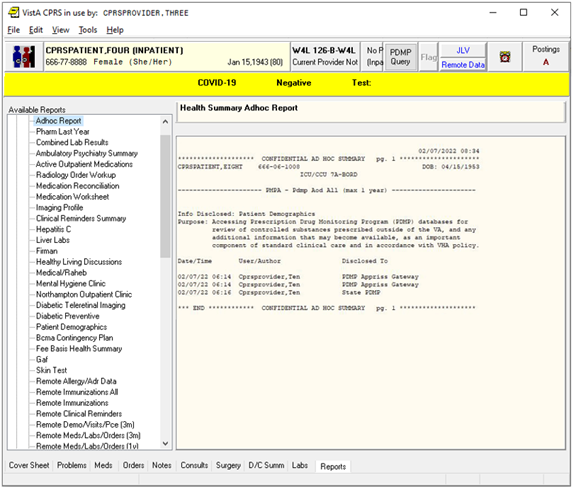 VistA CPRS in use by: CPRSPROVIDER,THREE
File Edit View Tools Help
CPRSPATIENT,FOUR (INPATIENT)
666-77-8888 Female (She/Her) Jan 15,1943 (80)
W4L 126-B-W4L
Current Provider Not
No P
(Inpa
PDMP
Query
Flag
JLV
Remote Data
Postings
A
COVID-19 Negative Test:
Available Reports
Adhoc Report
Pharm Last Year
Combined Lab Results
Ambulatory Psychiatry Summary
Active Outpatient Medications
Radiology Order Workup
Medication Reconciliation
Medication Worksheet
Imaging Profile
Clinical Reminders Summary
Hepatitis C
Liver Labs
Firman
Healthy Living Discussions
Medical/Raheb
Mental Hygiene Clinic
Northampton Outpatient Clinic
Diabetic Teleretinal Imaging
Diabetic Preventive
Patient Demographics
Bcma Contingency Plan
Fee Basis Health Summary
Gaf
Skin Test
Remote Allergy/Adr Data
Remote Immunizations All
Remote Immunizations
Remote Clinical Reminders
Remote Demo/Visits/Pce (3m)
Remote Meds/Labs/Orders (3m)
Remote Meds/Labs/Orders (1y)
Health Summary Adhoc Report
02/07/2022 08:34
********************* CONFIDENTIAL AD HOC SUMMARY pg. 1 *********************
CPRSPATIENT,EIGHT 666-06-1008 DOB: 04/15/1953
ICU/CCU 7A-BORD
---------------------- PMPA - Pdmp Aod All (max 1 year) ----------------------
Info Disclosed: Patient Demographics
Purpose: Accessing Prescription Drug Monitoring Program (PDMP) databases for
review of controlled substances prescribed outside of the VA, and any
additional information that may become available, as an important
component of standard clinical care and in accordance with VHA policy.
Date/Time User/Author Disclosed To
02/07/22 06:14 Cprsprovider,Ten PDMP Appriss Gateway
02/07/22 06:14 Cprsprovider,Ten PDMP Appriss Gateway
02/07/22 06:16 Cprsprovider,Ten State PDMP
*** END ************ CONFIDENTIAL AD HOC SUMMARY pg. 1 *********************
Cover Sheet Problems Meds Orders Notes Consults Surgery D/C Summ Labs Reports